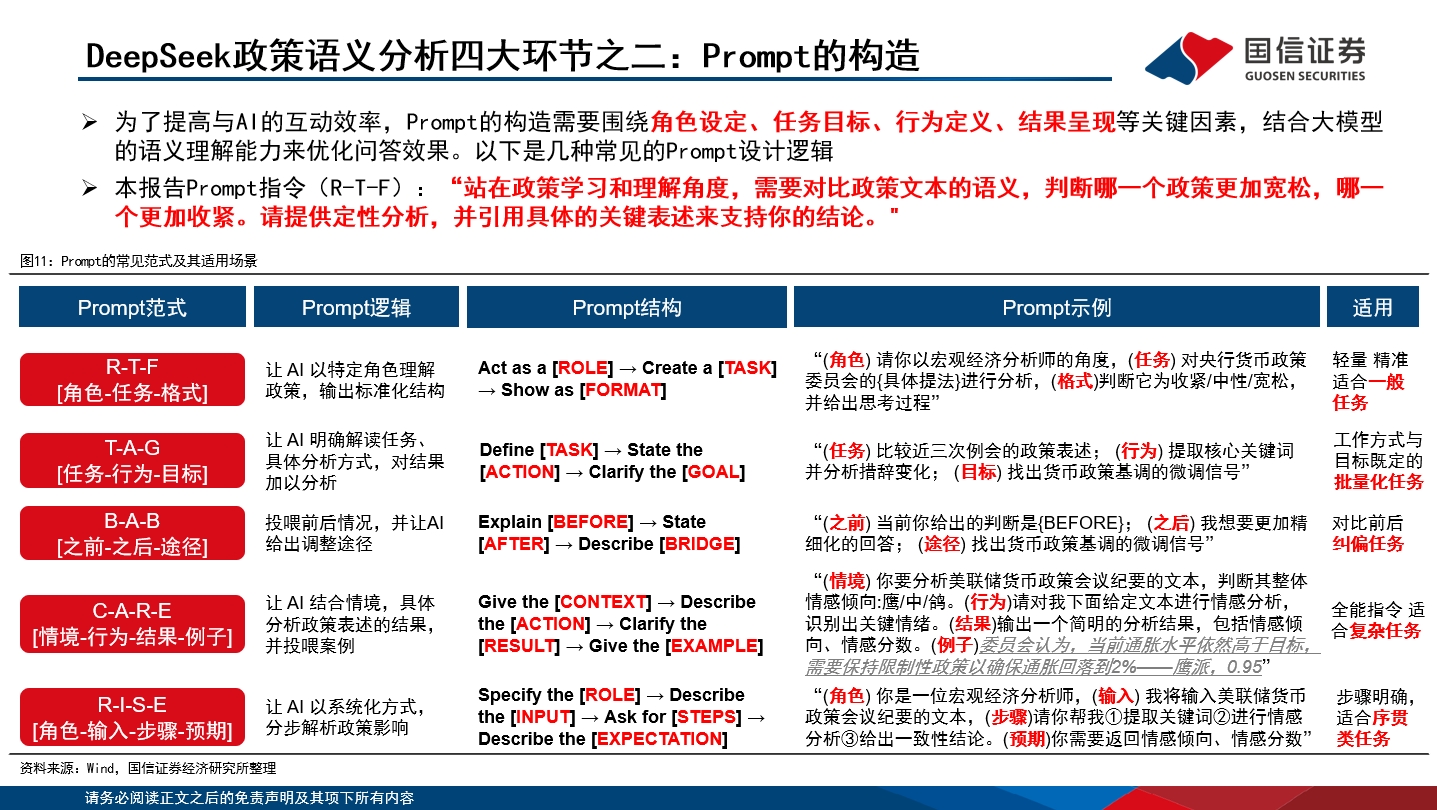 DeepSeek政策语义分析四大环节之二：Prompt的构造
国信证券
GUOSEN SECURITIES
➢ 为了提高与AI的互动效率，Prompt的构造需要围绕角色设定、任务目标、行为定义、结果呈现等关键因素，结合大模型
的语义理解能力来优化问答效果。以下是几种常见的Prompt设计逻辑
➢ 本报告Prompt指令（R-T-F）：“站在政策学习和理解角度，需要对比政策文本的语义，判断哪一个政策更加宽松，哪一
个更加收紧。请提供定性分析，并引用具体的关键表述来支持你的结论。"
图11：Prompt的常见范式及其适用场景
Prompt范式
Prompt逻辑
Prompt结构
Prompt示例
适用
R-T-F
[角色-任务-格式]
让 AI 以特定角色理解
政策，输出标准化结构
Act as a [ROLE] → Create a [TASK]
→ Show as [FORMAT]
“(角色) 请你以宏观经济分析师的角度，(任务) 对央行货币政策
委员会的{具体提法}进行分析，(格式)判断它为收紧/中性/宽松，
并给出思考过程”
轻量 精准
适合一般
任务
T-A-G
[任务-行为-目标]
让 AI 明确解读任务、
具体分析方式，对结果
加以分析
Define [TASK] → State the
[ACTION] → Clarify the [GOAL]
“(任务) 比较近三次例会的政策表述； (行为) 提取核心关键词
并分析措辞变化； (目标) 找出货币政策基调的微调信号”
工作方式与
目标既定的
批量化任务
B-A-B
[之前-之后-途径]
投喂前后情况，并让AI
给出调整途径
Explain [BEFORE] → State
[AFTER] → Describe [BRIDGE]
“(之前) 当前你给出的判断是{BEFORE}； (之后) 我想要更加精
细化的回答； (途径) 找出货币政策基调的微调信号”
对比前后
纠偏任务
C-A-R-E
[情境-行为-结果-例子]
让 AI 结合情境，具体
分析政策表述的结果，
并投喂案例
Give the [CONTEXT] → Describe
the [ACTION] → Clarify the
[RESULT] → Give the [EXAMPLE]
“(情境) 你要分析美联储货币政策会议纪要的文本，判断其整体
情感倾向:鹰/中/鸽。(行为)请对我下面给定文本进行情感分析，
识别出关键情绪。(结果)输出一个简明的分析结果，包括情感倾
向、情感分数。(例子)委员会认为，当前通胀水平依然高于目标，
需要保持限制性政策以确保通胀回落到2%——鹰派，0.95”
全能指令 适
合复杂任务
R-I-S-E
[角色-输入-步骤-预期]
让 AI 以系统化方式，
分步解析政策影响
Specify the [ROLE] → Describe
the [INPUT] → Ask for [STEPS] →
Describe the [EXPECTATION]
“(角色) 你是一位宏观经济分析师，(输入) 我将输入美联储货币
政策会议纪要的文本，(步骤)请你帮我①提取关键词②进行情感
分析③给出一致性结论。(预期)你需要返回情感倾向、情感分数”
步骤明确，
适合序贯
类任务
资料来源：Wind，国信证券经济研究所整理
请务必阅读正文之后的免责声明及其项下所有内容